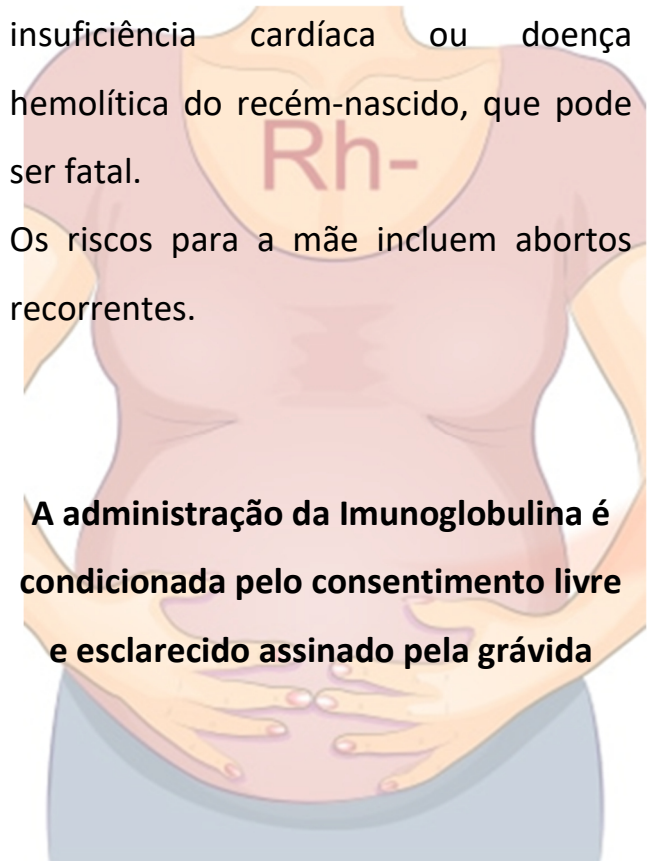 insuficiência cardíaca ou doença
hemolítica do recém-nascido, que pode
ser fatal.
Rh-
Os riscos para a mãe incluem abortos
recorrentes.
A administração da Imunoglobulina é
condicionada pelo consentimento livre
e esclarecido assinado pela grávida